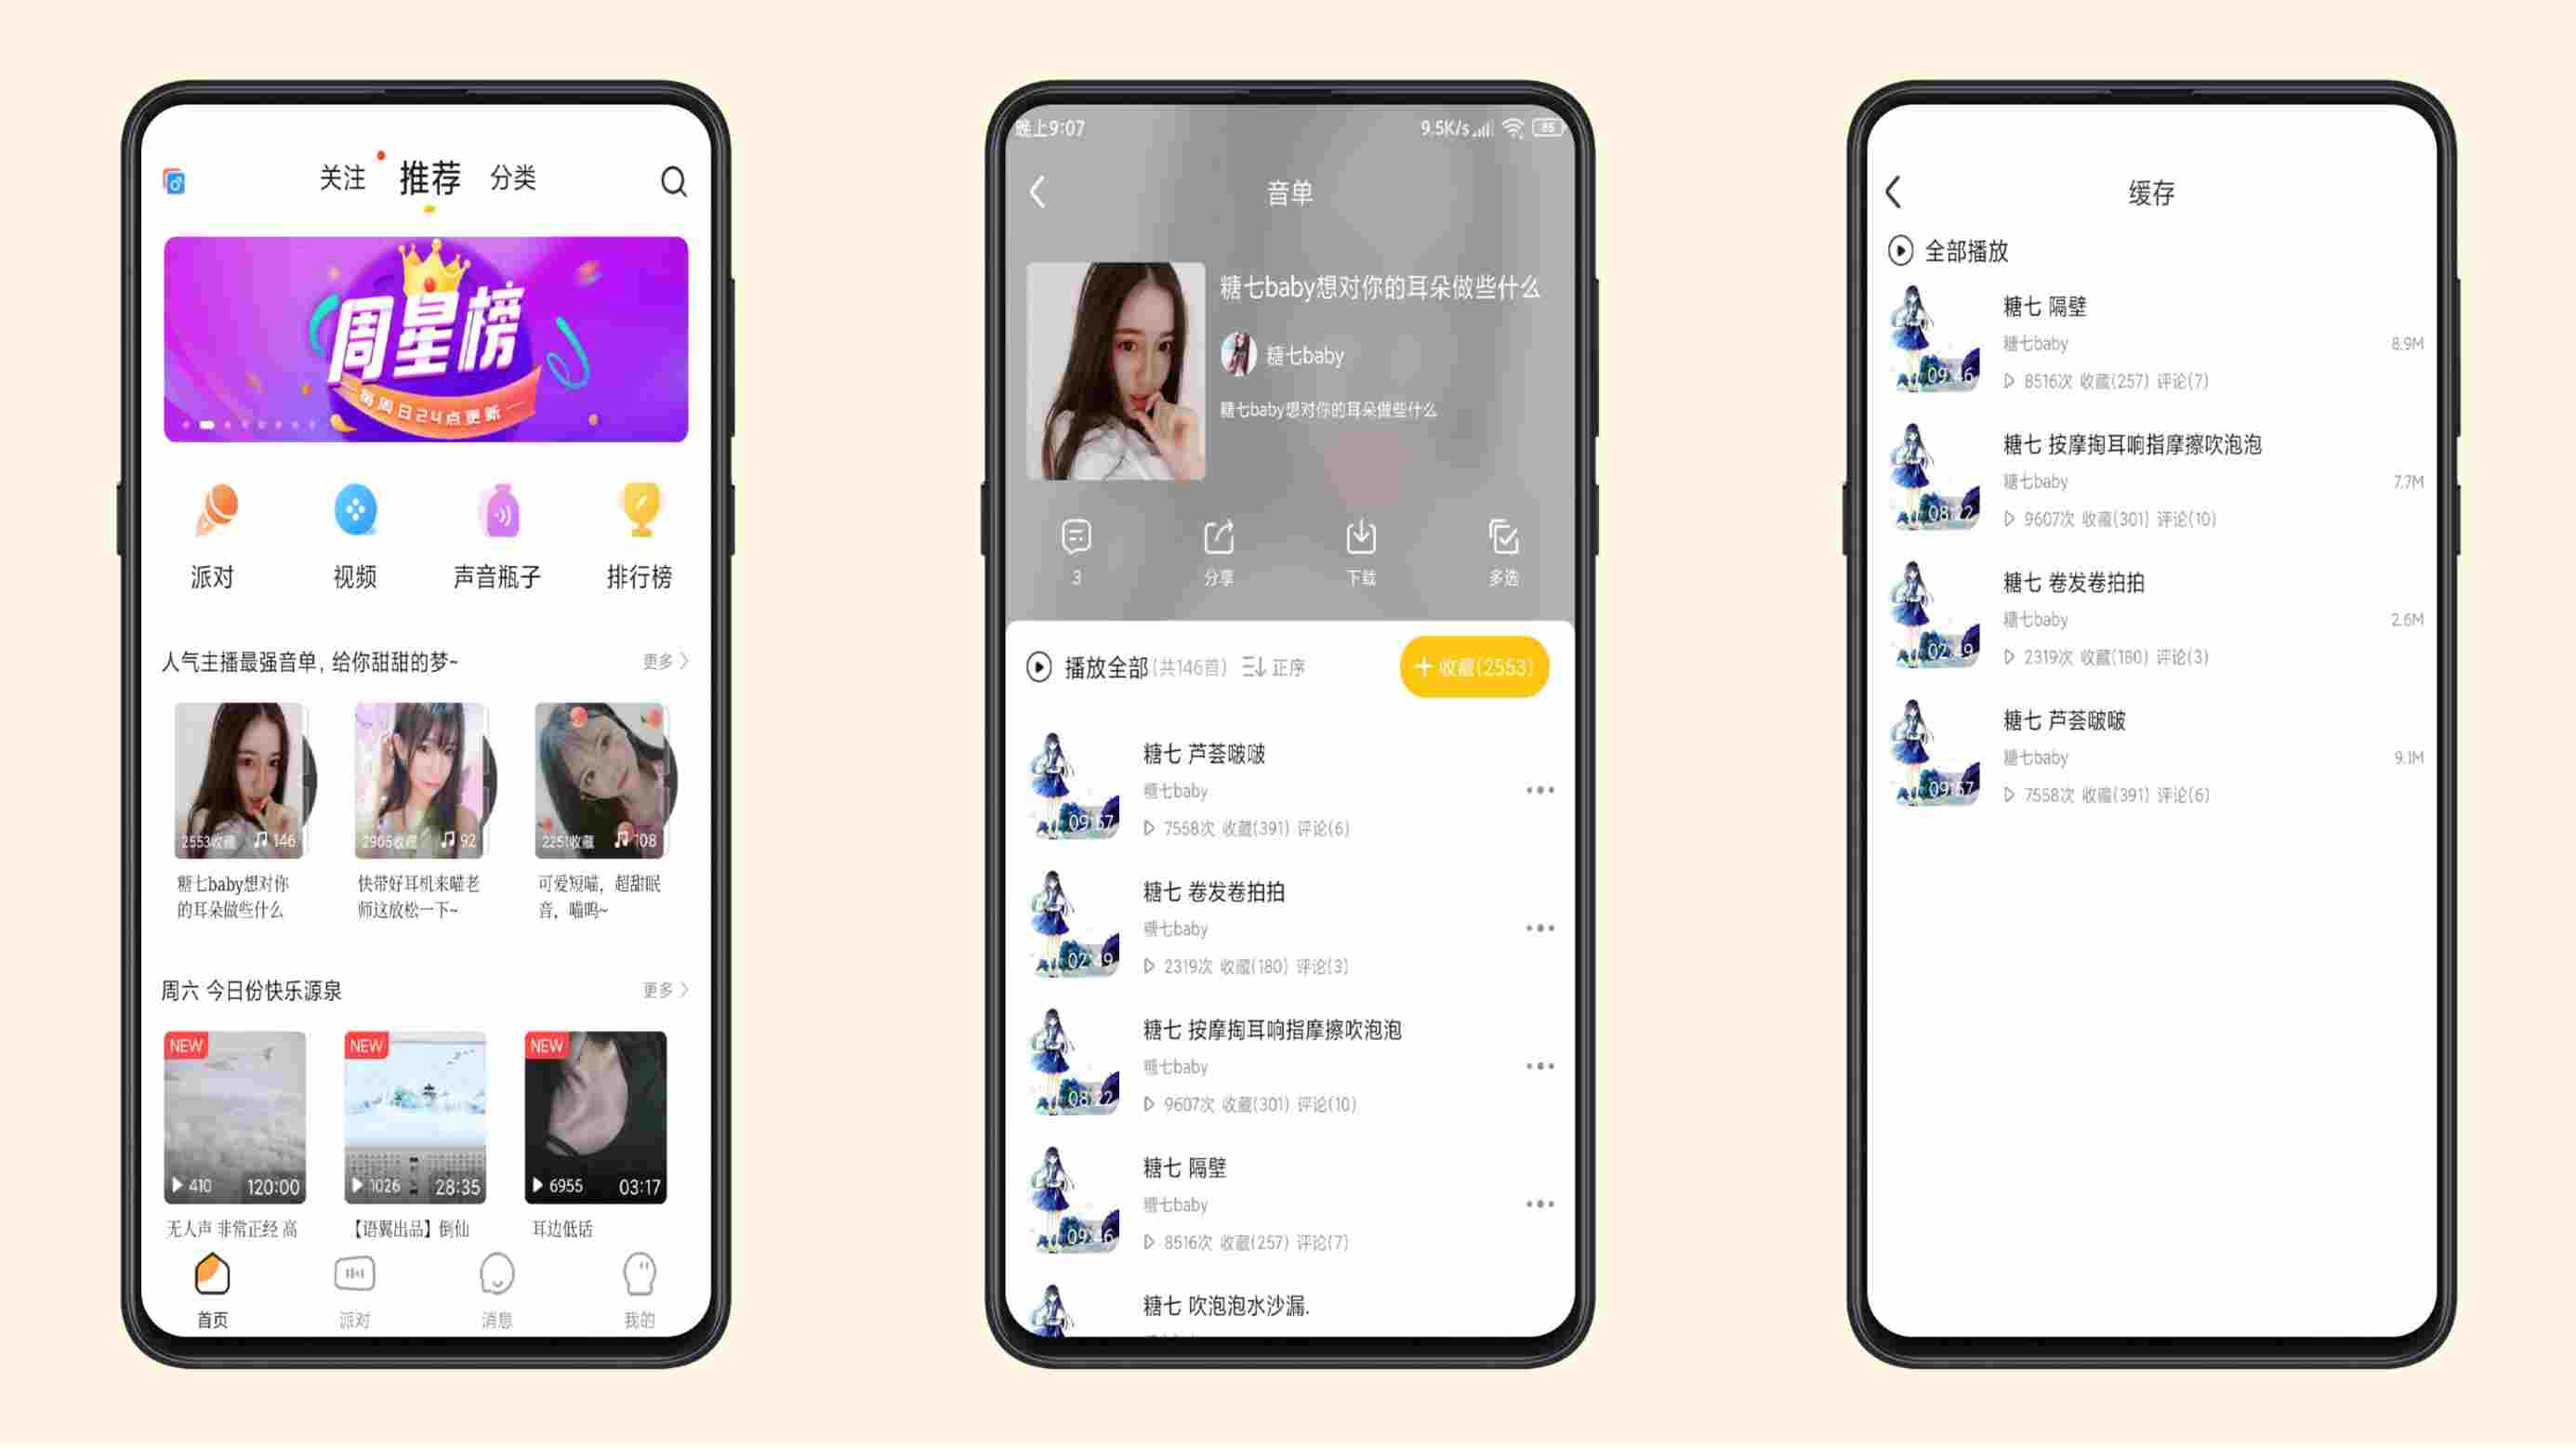 关注 推荐 分类
周星榜
每周日24点更新
派对 视频 声音瓶子 排行榜
人气主播最强音单, 给你甜甜的梦~ 更多
2553收藏 146
2905收藏 92
2251收藏 108
糖七baby想对你
的耳朵做些什么
快带好耳机来喵老
师这放松一下~
可爱短喵，超甜眠
音，喵呜~
周六 今日份快乐源泉 更多
NEW
410 120:00
NEW
1026 28:35
NEW
6955 03:17
无人声 非常正经 高
【语翼出品】倒仙
耳边低话
首页 派对 消息 我的
晚上9:07 9.5K/s 85
音单
糖七baby想对你的耳朵做些什么
糖七baby
糖七baby想对你的耳朵做些什么
3 分享 下载 多选
播放全部(共146首) 正序 + 收藏(2553)
糖七 芦荟啵啵
糖七baby
09:57
7558次 收藏(391) 评论(6)
糖七 卷发卷拍拍
糖七baby
02:49
2319次 收藏(180) 评论(3)
糖七 按摩掏耳响指摩擦吹泡泡
糖七baby
08:22
9607次 收藏(301) 评论(10)
糖七 隔壁
糖七baby
09:46
8516次 收藏(257) 评论(7)
糖七 吹泡泡水沙漏.
缓存
全部播放
糖七 隔壁
糖七baby 8.9M
09:46
8516次 收藏(257) 评论(7)
糖七 按摩掏耳响指摩擦吹泡泡
糖七baby 7.7M
08:22
9607次 收藏(301) 评论(10)
糖七 卷发卷拍拍
糖七baby 2.6M
02:49
2319次 收藏(180) 评论(3)
糖七 芦荟啵啵
糖七baby 9.1M
09:57
7558次 收藏(391) 评论(6)